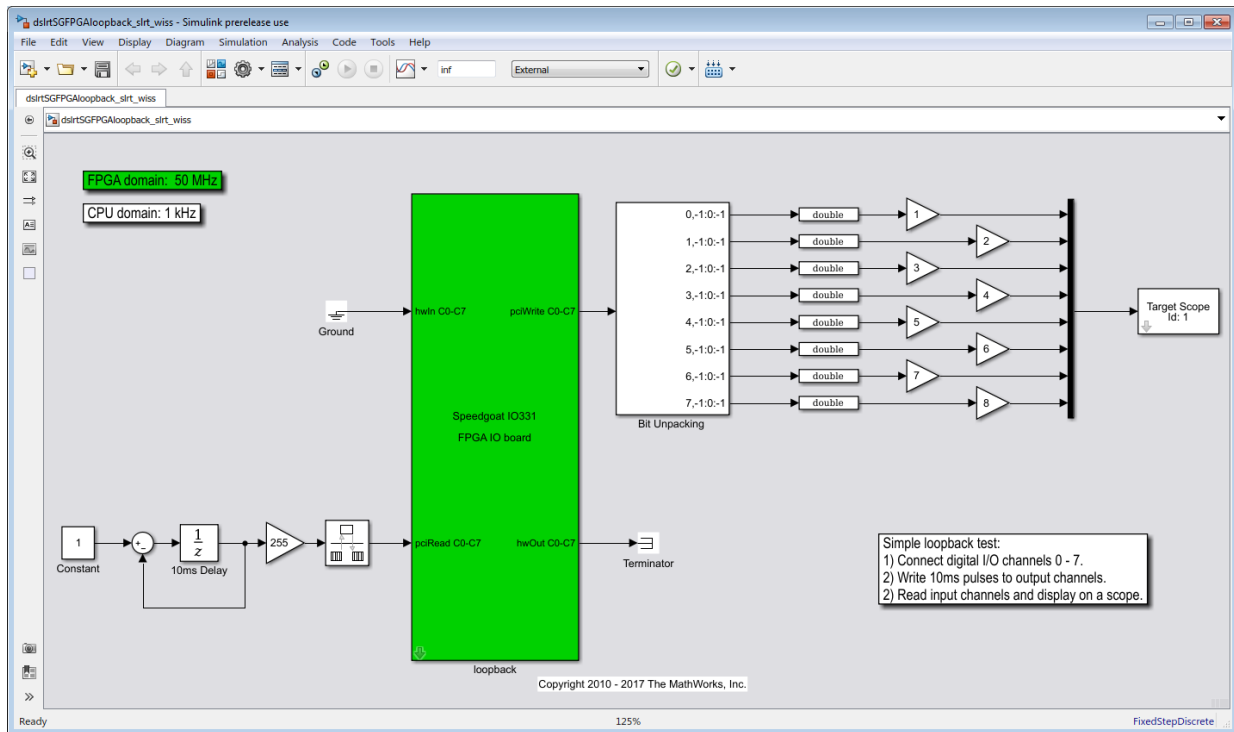 dslrtSGFPGAloopback_slrt_wiss - Simulink prerelease use
File Edit View Display Diagram Simulation Analysis Code Tools Help
inf External
dslrtSGFPGAloopback_slrt_wiss
dslrtSGFPGAloopback_slrt_wiss
FPGA domain: 50 MHz
CPU domain: 1 kHz
0,-1:0:-1 double 1
1,-1:0:-1 double 2
2,-1:0:-1 double 3
3,-1:0:-1 double 4
4,-1:0:-1 double 5
5,-1:0:-1 double 6
6,-1:0:-1 double 7
7,-1:0:-1 double 8
Bit Unpacking
Target Scope
Id: 1
Ground
hwIn C0-C7 pciWrite C0-C7
Speedgoat IO331
FPGA IO board
pciRead C0-C7 hwOut C0-C7
loopback
1
Constant
+
-
1
z
10ms Delay
255
Terminator
Simple loopback test:
1) Connect digital I/O channels 0 - 7.
2) Write 10ms pulses to output channels.
2) Read input channels and display on a scope.
Copyright 2010 - 2017 The MathWorks, Inc.
Ready 125% FixedStepDiscrete